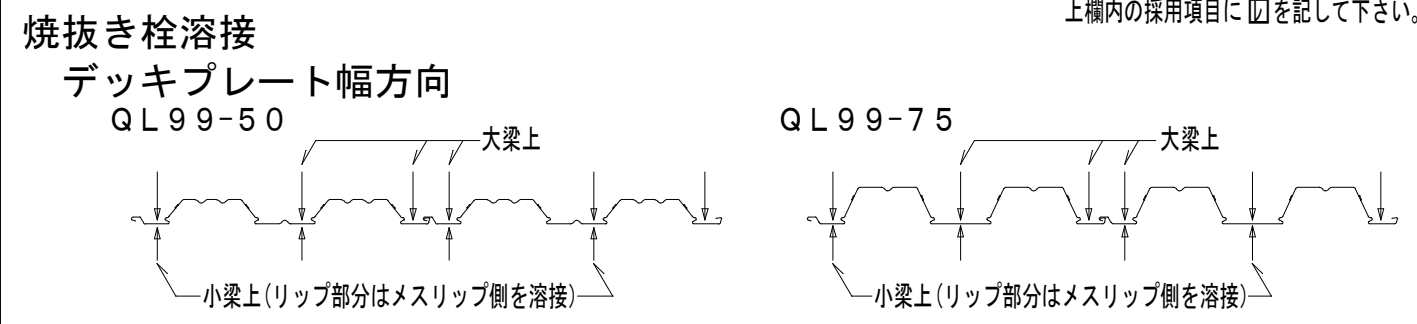 上欄内の採用項目に☑を記して下さい。
焼抜き栓溶接
デッキプレート幅方向
QL99-50
大梁上
小梁上(リップ部分はメスリップ側を溶接)
QL99-75
大梁上
小梁上(リップ部分はメスリップ側を溶接)